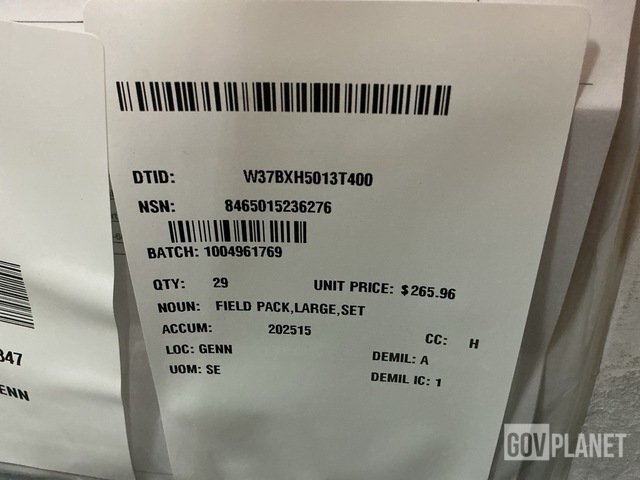 DTID: W37BXH5013T400
NSN: 8465015236276
BATCH: 1004961769
QTY: 29 UNIT PRICE: $265.96
NOUN: FIELD PACK,LARGE,SET
ACCUM: 202515 CC: H
LOC: GENN DEMIL: A
UOM: SE DEMIL IC: 1
347
ENN
GOVPLANET